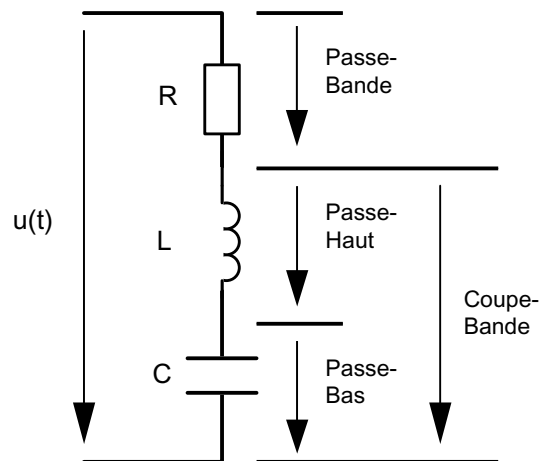 Passe-
Bande
R
u(t)
L
Passe-
Haut
Coupe-
Bande
C
Passe-
Bas